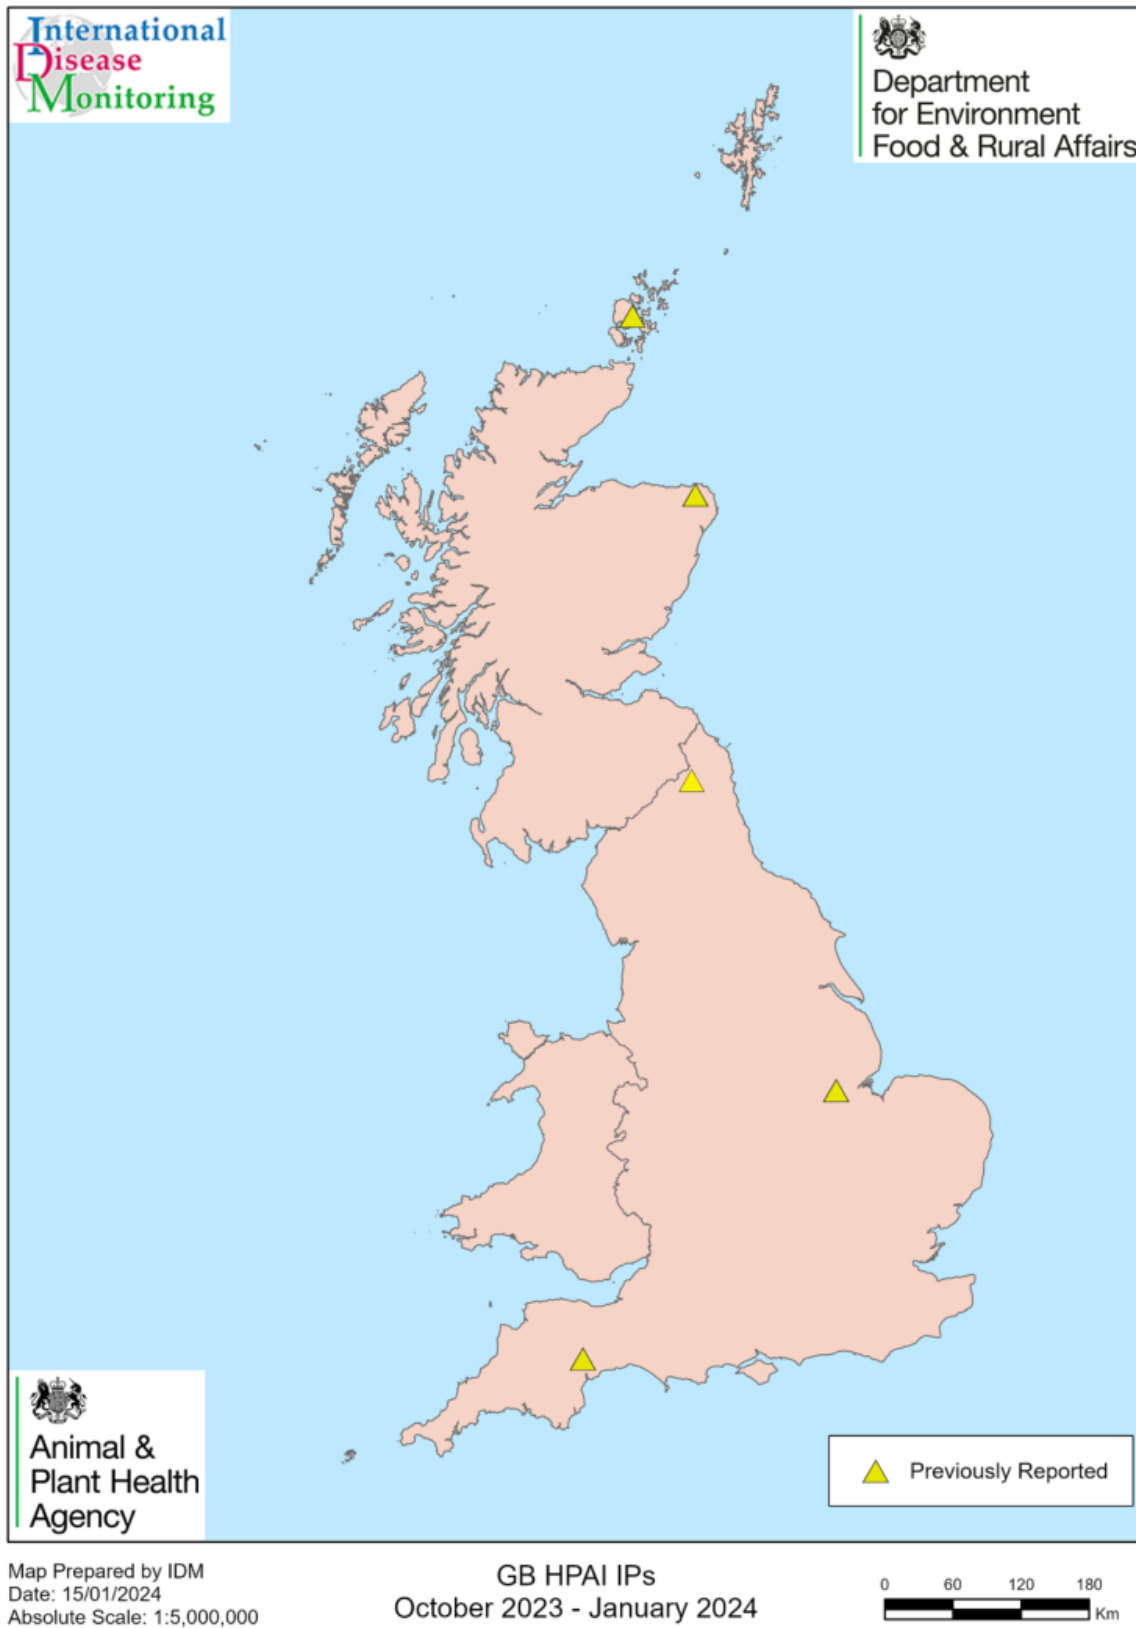 International
Disease
Monitoring
Department
for Environment
Food & Rural Affairs
Animal &
Plant Health
Agency
Previously Reported
Map Prepared by IDM
Date: 15/01/2024
Absolute Scale: 1:5,000,000
GB HPAI IPs
October 2023 - January 2024
0 60 120 180
Km